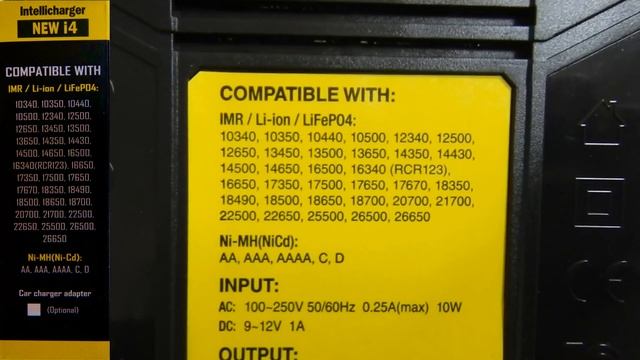 Intellicharger
NEW i4
COMPATIBLE WITH
IMR / Li-ion / LiFePO4:
10340, 10350, 10440,
10500, 12340, 12500,
12650, 13450, 13500,
13650, 14350, 14430,
14500, 14650, 16500,
16340(RCR123), 16650,
17350, 17500, 17650,
17670, 18350, 18490,
18500, 18650, 18700,
20700, 21700, 22500,
22650, 25500, 26500,
26650
Ni-MH(Ni-Cd):
AA, AAA, AAAA, C, D
Car charger adapter
(Optional)
COMPATIBLE WITH:
IMR / Li-ion / LiFePO4:
10340, 10350, 10440, 10500, 12340, 12500,
12650, 13450, 13500, 13650, 14350, 14430,
14500, 14650, 16500, 16340 (RCR123),
16650, 17350, 17500, 17650, 17670, 18350,
18490, 18500, 18650, 18700, 20700, 21700,
22500, 22650, 25500, 26500, 26650
Ni-MH(NiCd):
AA, AAA, AAAA, C, D
INPUT:
AC: 100~250V 50/60Hz 0.25A(max) 10W
DC: 9~12V 1A
OUTPUT:
CE